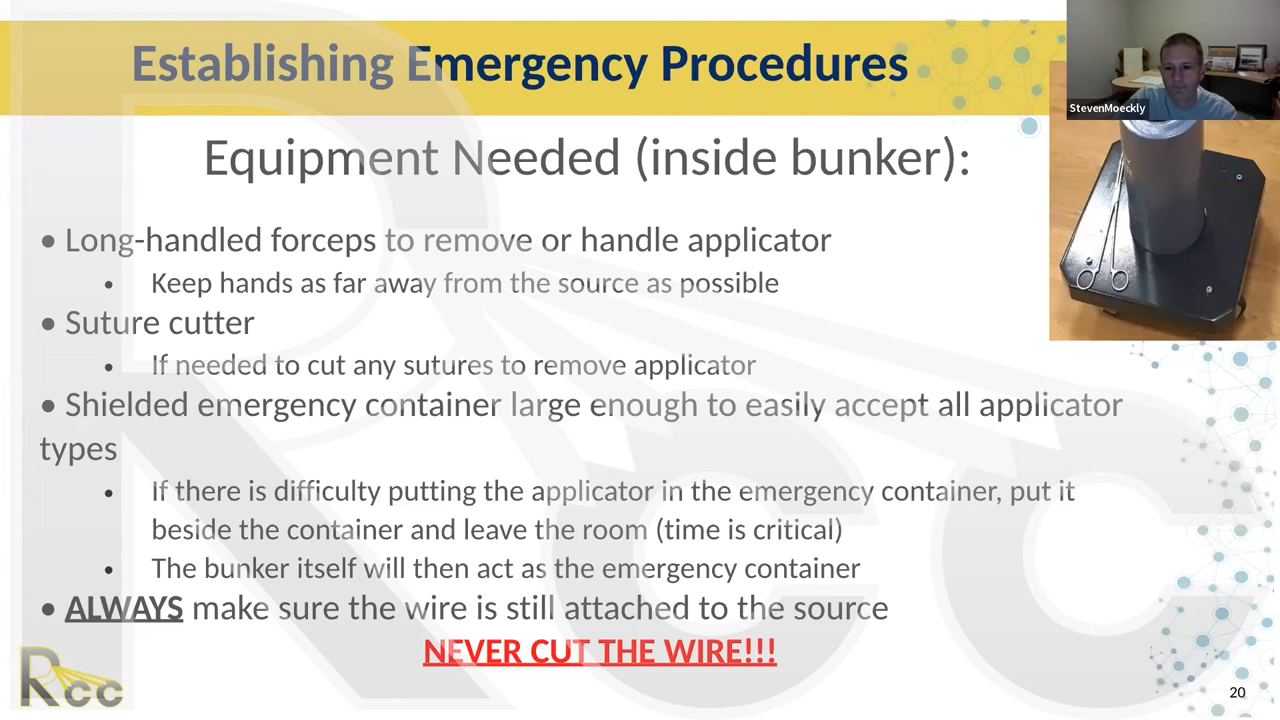 Establishing Emergency Procedures
StevenMoeckly
Equipment Needed (inside bunker):
• Long-handled forceps to remove or handle applicator
• Keep hands as far away from the source as possible
• Suture cutter
• If needed to cut any sutures to remove applicator
• Shielded emergency container large enough to easily accept all applicator
types
• If there is difficulty putting the applicator in the emergency container, put it
beside the container and leave the room (time is critical)
• The bunker itself will then act as the emergency container
• ALWAYS make sure the wire is still attached to the source
NEVER CUT THE WIRE!!!
Rcc
20